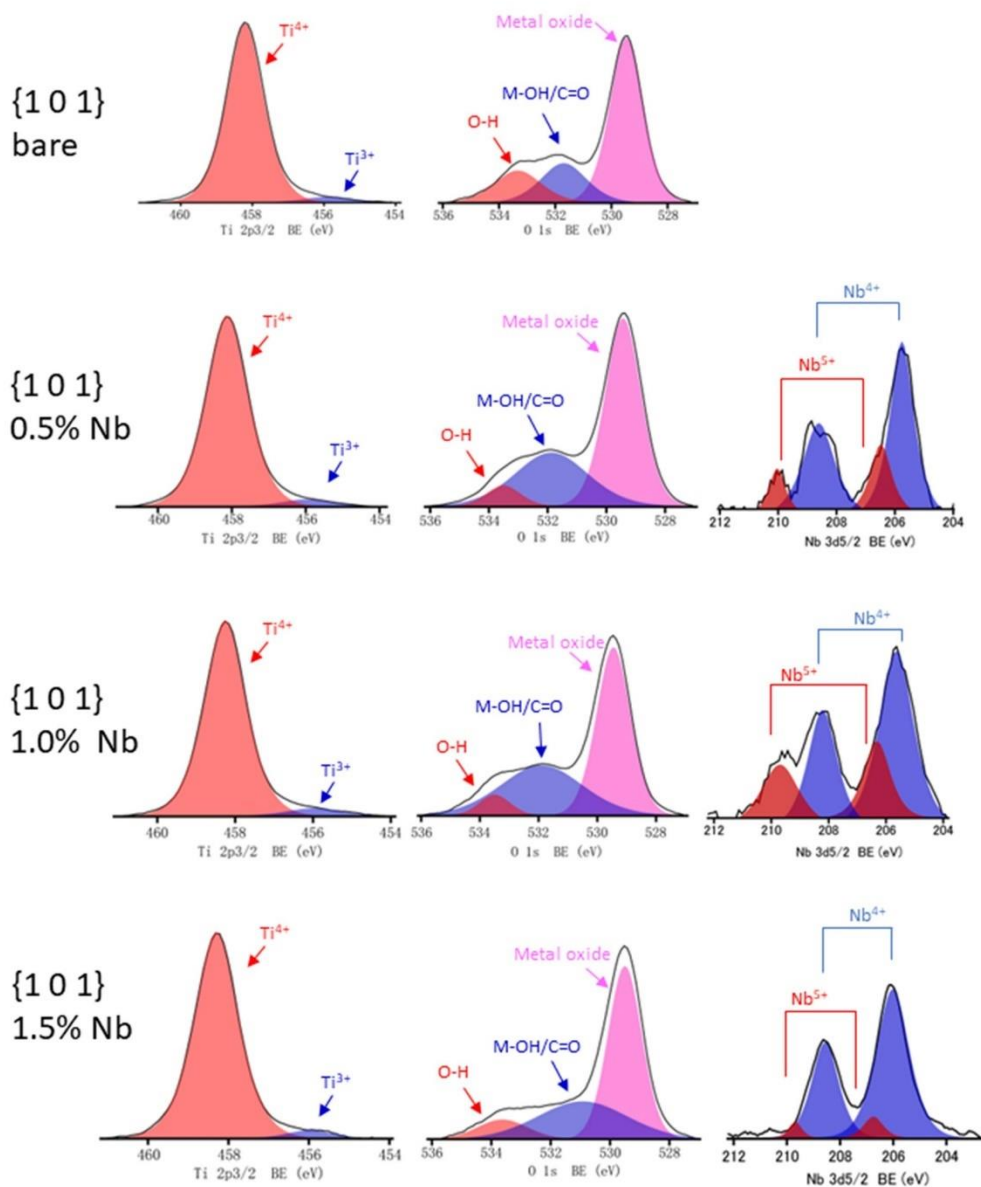 Ti⁴⁺
Ti³⁺
460 458 456 454
Ti 2p3/2 BE (eV)
Metal oxide
M-OH/C=O
O-H
536 534 532 530 528
O 1s BE (eV)
{1 0 1}
bare
Ti⁴⁺
Ti³⁺
460 458 456 454
Ti 2p3/2 BE (eV)
Metal oxide
M-OH/C=O
O-H
536 534 532 530 528
O 1s BE (eV)
Nb⁴⁺
Nb⁵⁺
212 210 208 206 204
Nb 3d5/2 BE (eV)
{1 0 1}
0.5% Nb
Ti⁴⁺
Ti³⁺
460 458 456 454
Ti 2p3/2 BE (eV)
Metal oxide
M-OH/C=O
O-H
536 534 532 530 528
O 1s BE (eV)
Nb⁴⁺
Nb⁵⁺
212 210 208 206 204
Nb 3d5/2 BE (eV)
{1 0 1}
1.0% Nb
Ti⁴⁺
Ti³⁺
460 458 456 454
Ti 2p3/2 BE (eV)
Metal oxide
M-OH/C=O
O-H
536 534 532 530 528
O 1s BE (eV)
Nb⁴⁺
Nb⁵⁺
212 210 208 206 204
Nb 3d5/2 BE (eV)
{1 0 1}
1.5% Nb